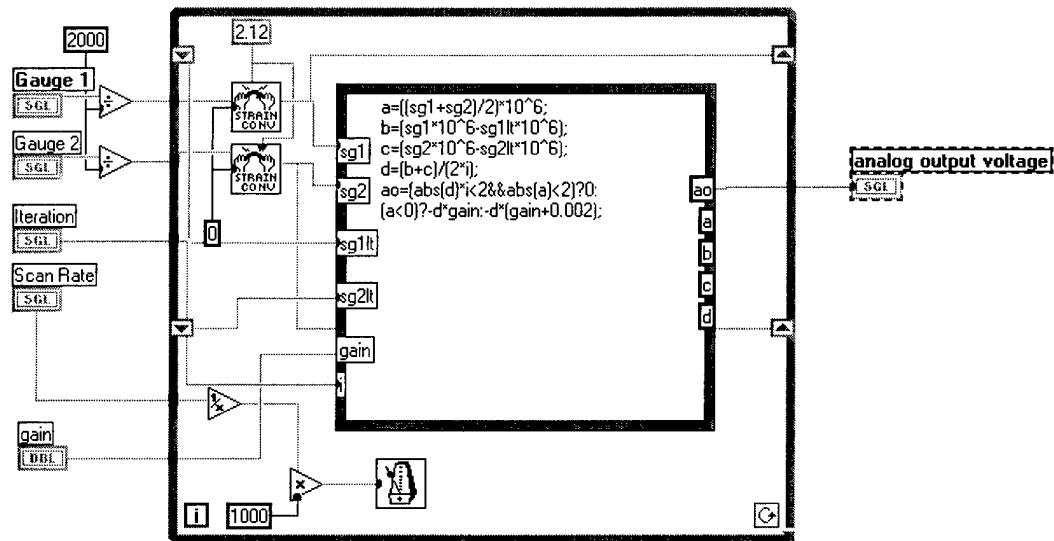 2000
2.12
Gauge 1
SGL
÷
STRAIN
CONV
Gauge 2
SGL
÷
STRAIN
CONV
0
Iteration
SGL
Scan Rate
SGL
gain
DBL
1/x
x
1000
i
sg1
sg2
sg1lt
sg2lt
gain
i
a=((sg1+sg2)/2)*10^6;
b=(sg1*10^6-sg1lt*10^6);
c=(sg2*10^6-sg2lt*10^6);
d=(b+c)/(2*i);
ao=(abs(d)*i<2&&abs(a)<2)?0:
(a<0)?-d*gain:-d*(gain+0.002);
ao
a
b
c
d
analog output voltage
SGL